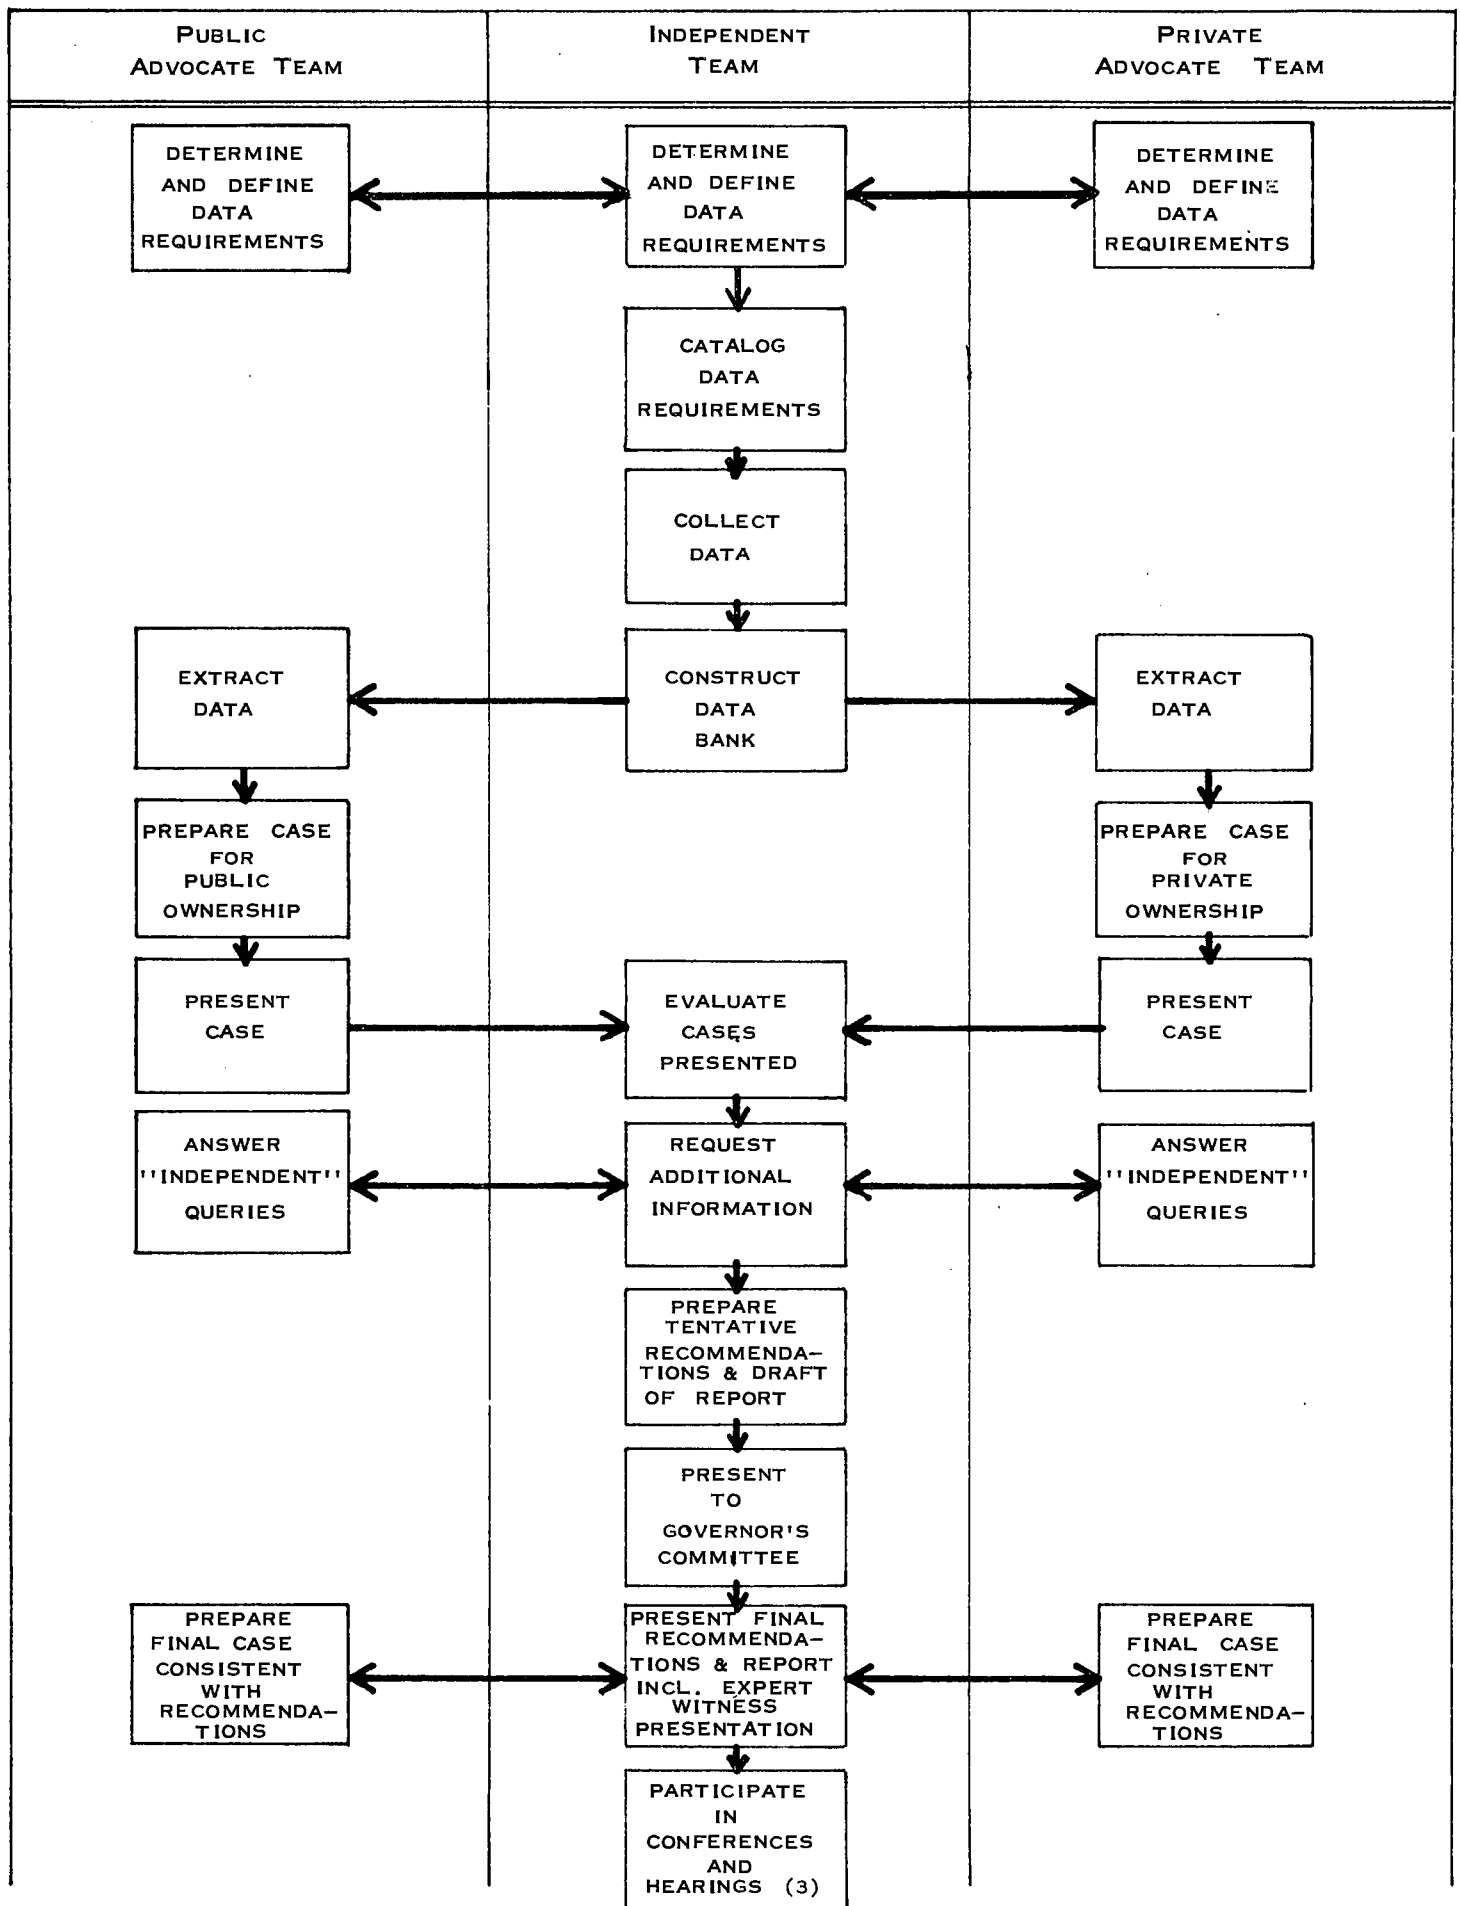 PUBLIC
ADVOCATE TEAM
INDEPENDENT
TEAM
PRIVATE
ADVOCATE TEAM
DETERMINE
AND DEFINE
DATA
REQUIREMENTS
DETERMINE
AND DEFINE
DATA
REQUIREMENTS
DETERMINE
AND DEFINE
DATA
REQUIREMENTS
CATALOG
DATA
REQUIREMENTS
COLLECT
DATA
EXTRACT
DATA
CONSTRUCT
DATA
BANK
EXTRACT
DATA
PREPARE CASE
FOR
PUBLIC
OWNERSHIP
PREPARE CASE
FOR
PRIVATE
OWNERSHIP
PRESENT
CASE
EVALUATE
CASES
PRESENTED
PRESENT
CASE
ANSWER
"INDEPENDENT"
QUERIES
REQUEST
ADDITIONAL
INFORMATION
ANSWER
"INDEPENDENT"
QUERIES
PREPARE
TENTATIVE
RECOMMENDA-
TIONS & DRAFT
OF REPORT
PRESENT
TO
GOVERNOR'S
COMMITTEE
PREPARE
FINAL CASE
CONSISTENT
WITH
RECOMMENDA-
TIONS
PRESENT FINAL
RECOMMENDA-
TIONS & REPORT
INCL. EXPERT
WITNESS
PRESENTATION
PREPARE
FINAL CASE
CONSISTENT
WITH
RECOMMENDA-
TIONS
PARTICIPATE
IN
CONFERENCES
AND
HEARINGS (3)